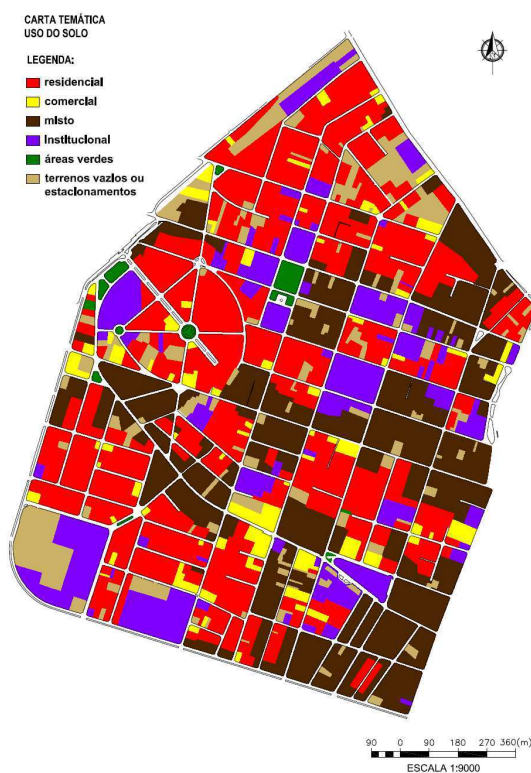 CARTA TEMÁTICA
USO DO SOLO
LEGENDA:
residencial
comercial
misto
Institucional
áreas verdes
terrenos vazios ou
estacionamentos
90 0 90 180 270 360(m)
ESCALA 1:9000